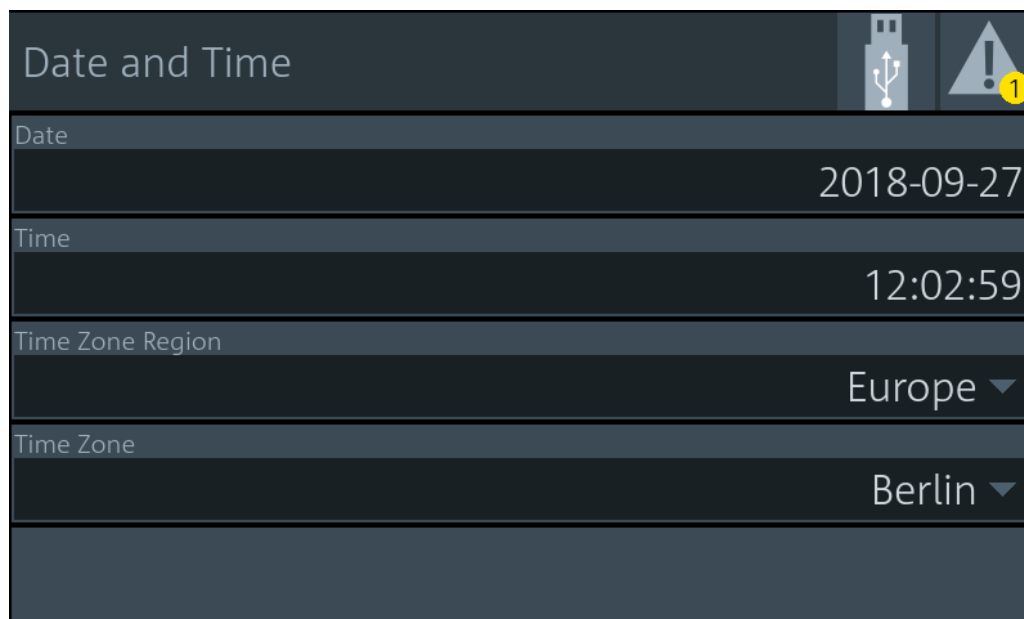 Date and Time
1
Date
2018-09-27
Time
12:02:59
Time Zone Region
Europe
Time Zone
Berlin